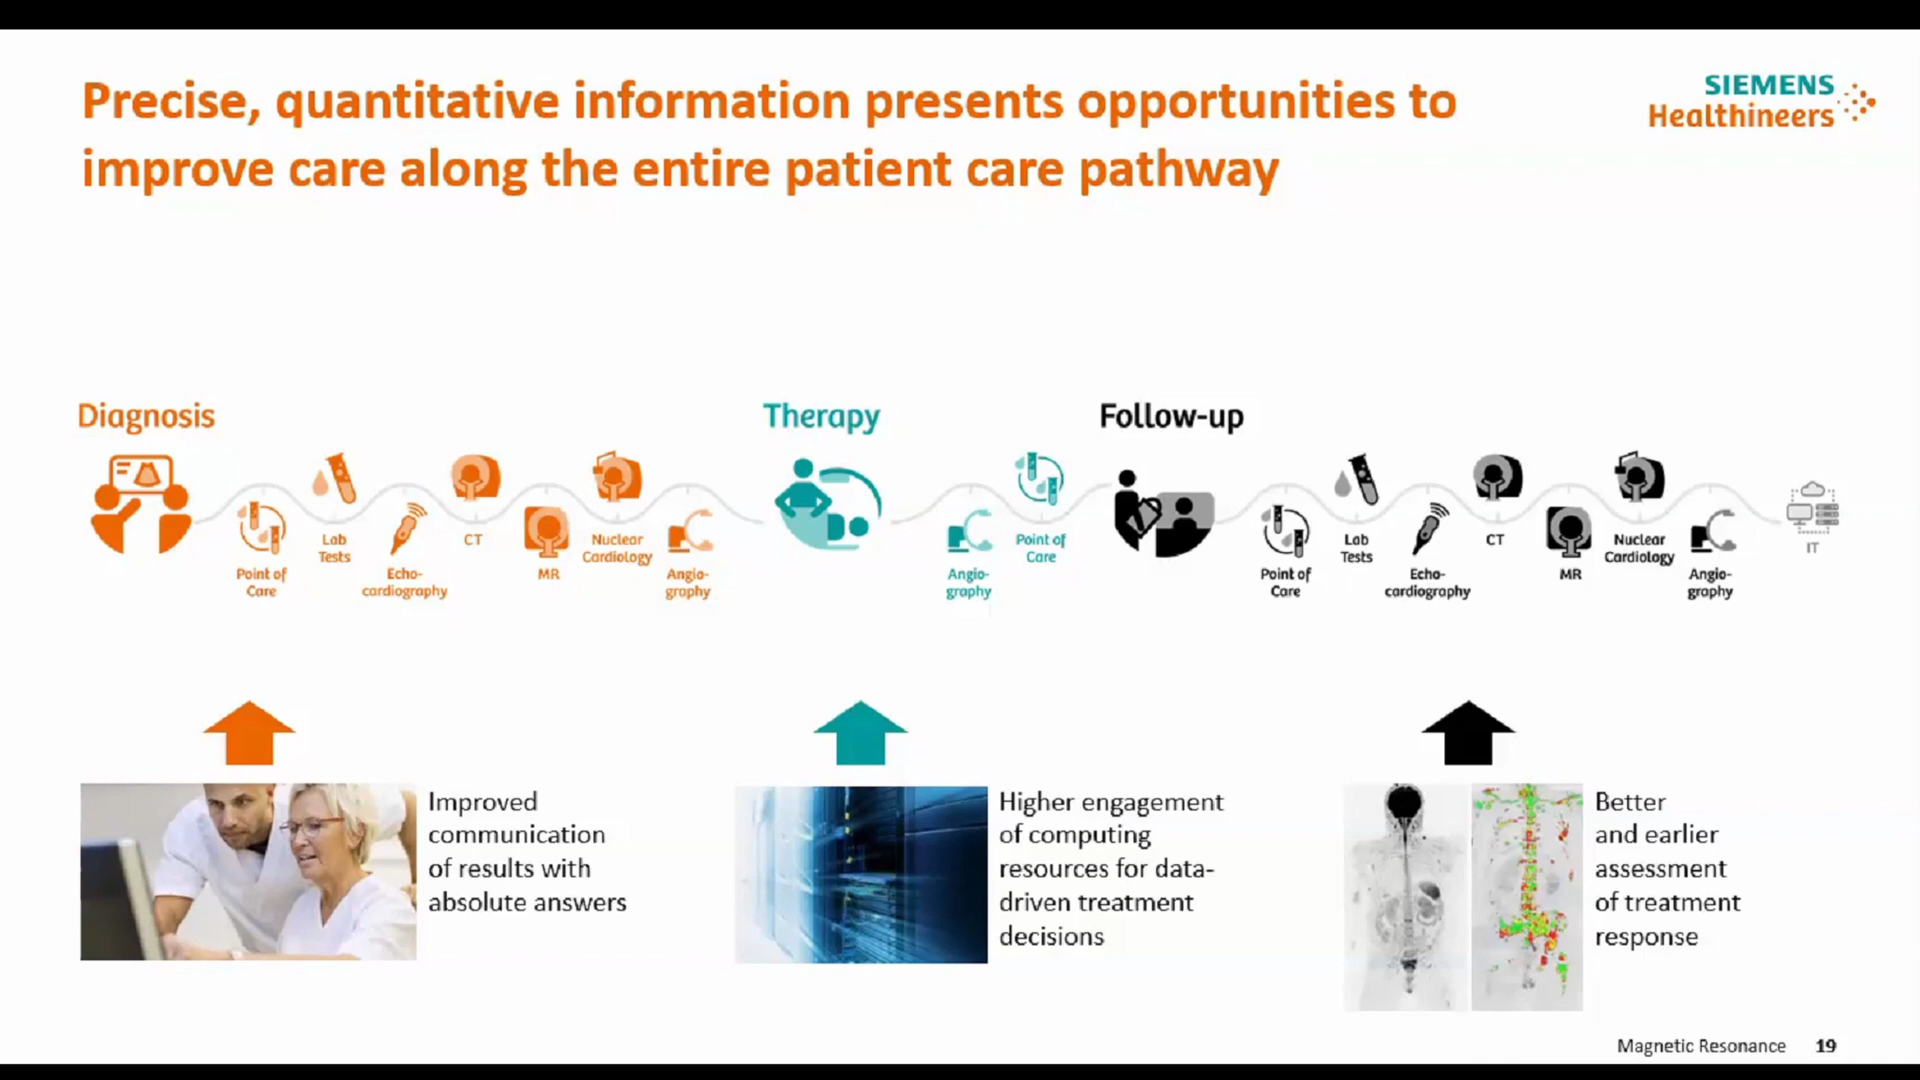 Precise, quantitative information presents opportunities to
improve care along the entire patient care pathway
SIEMENS
Healthineers
Diagnosis
Point of
Care
Lab
Tests
Echo-
cardiography
CT
MR
Nuclear
Cardiology
Angio-
graphy
Therapy
Angio-
graphy
Point of
Care
Follow-up
Point of
Care
Lab
Tests
Echo-
cardiography
CT
MR
Nuclear
Cardiology
Angio-
graphy
IT
Improved
communication
of results with
absolute answers
Higher engagement
of computing
resources for data-
driven treatment
decisions
Better
and earlier
assessment
of treatment
response
Magnetic Resonance 19